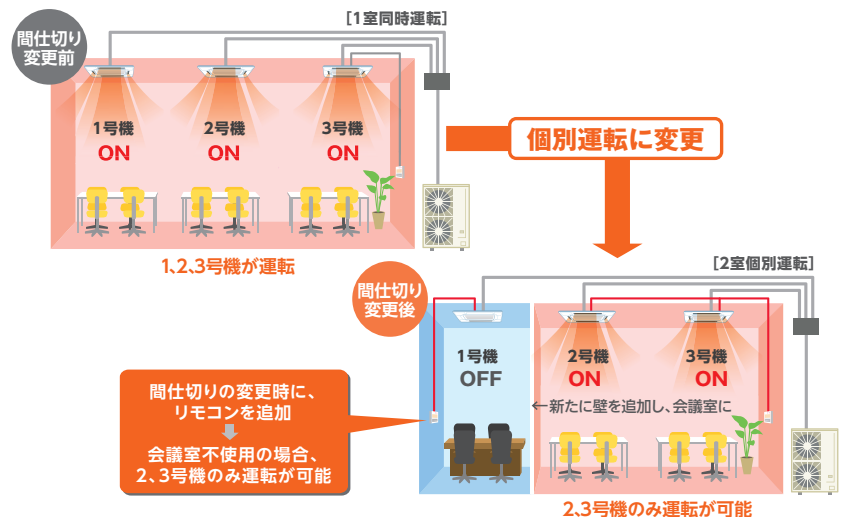 [1室同時運転]
間仕切り
変更前
1号機
ON
2号機
ON
3号機
ON
個別運転に変更
1、2、3号機が運転
[2室個別運転]
間仕切り
変更後
1号機
OFF
2号機
ON
3号機
ON
←新たに壁を追加し、会議室に
間仕切りの変更時に、
リモコンを追加
会議室不使用の場合、
2、3号機のみ運転が可能
2、3号機のみ運転が可能